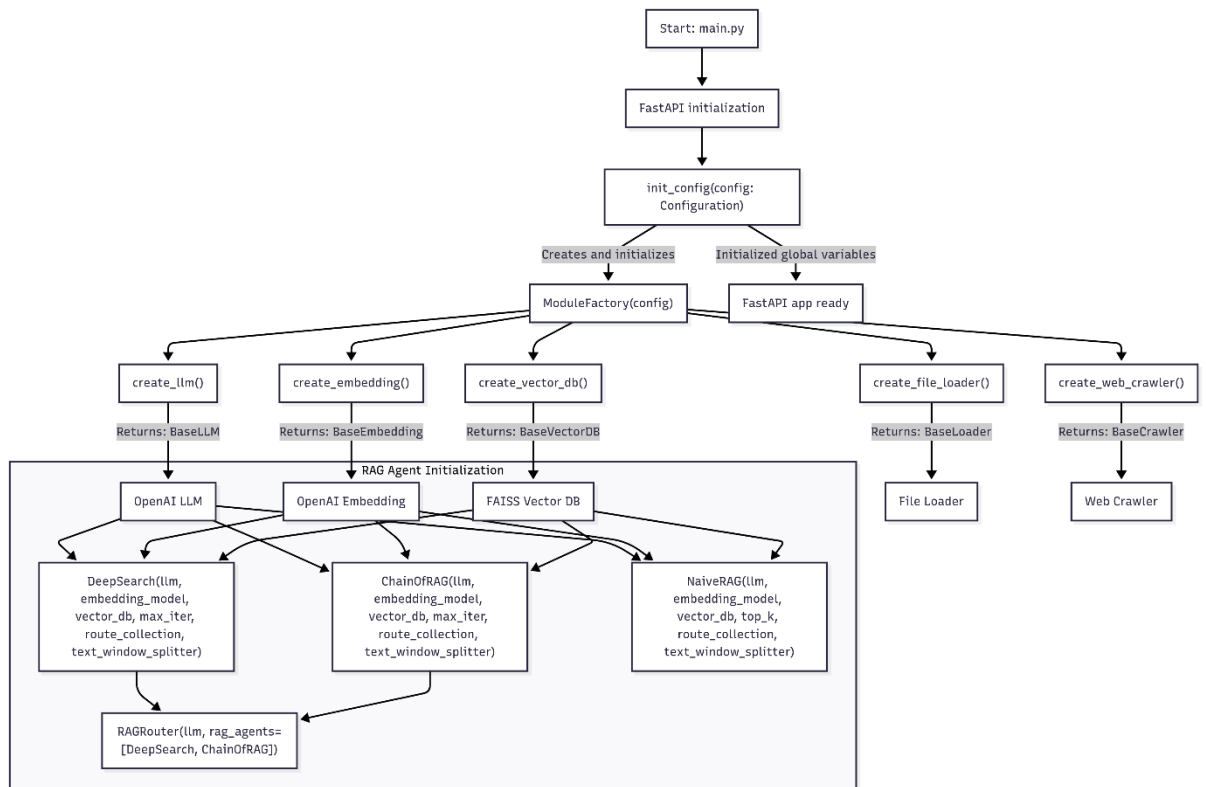 Start: main.py
FastAPI initialization
init_config(config:
Configuration)
Creates and initializes
Initialized global variables
ModuleFactory(config)
FastAPI app ready
create_llm()
create_embedding()
create_vector_db()
create_file_loader()
create_web_crawler()
Returns: BaseLLM
Returns: BaseEmbedding
Returns: BaseVectorDB
Returns: BaseLoader
Returns: BaseCrawler
RAG Agent Initialization
OpenAI LLM
OpenAI Embedding
FAISS Vector DB
File Loader
Web Crawler
DeepSearch(llm,
embedding_model,
vector_db, max_iter,
route_collection,
text_window_splitter)
ChainOfRAG(llm,
embedding_model,
vector_db, max_iter,
route_collection,
text_window_splitter)
NaiveRAG(llm,
embedding_model,
vector_db, top_k,
route_collection,
text_window_splitter)
RAGRouter(llm, rag_agents=
[DeepSearch, ChainOfRAG])